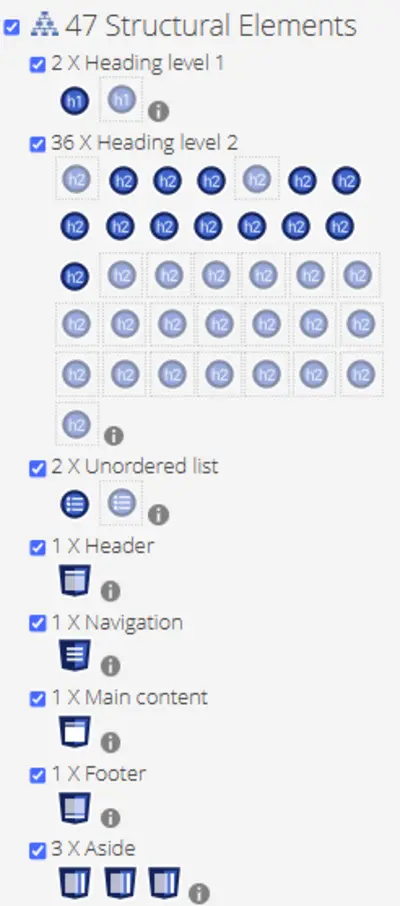 47 Structural Elements
2 X Heading level 1
h1 h1 i
36 X Heading level 2
h2 h2 h2 h2 h2 h2 h2
h2 h2 h2 h2 h2 h2 h2
h2 h2 h2 h2 h2 h2 h2
h2 h2 h2 h2 h2 h2 h2
h2 h2 h2 h2 h2 h2 h2
h2 i
2 X Unordered list
i
1 X Header
i
1 X Navigation
i
1 X Main content
i
1 X Footer
i
3 X Aside
i